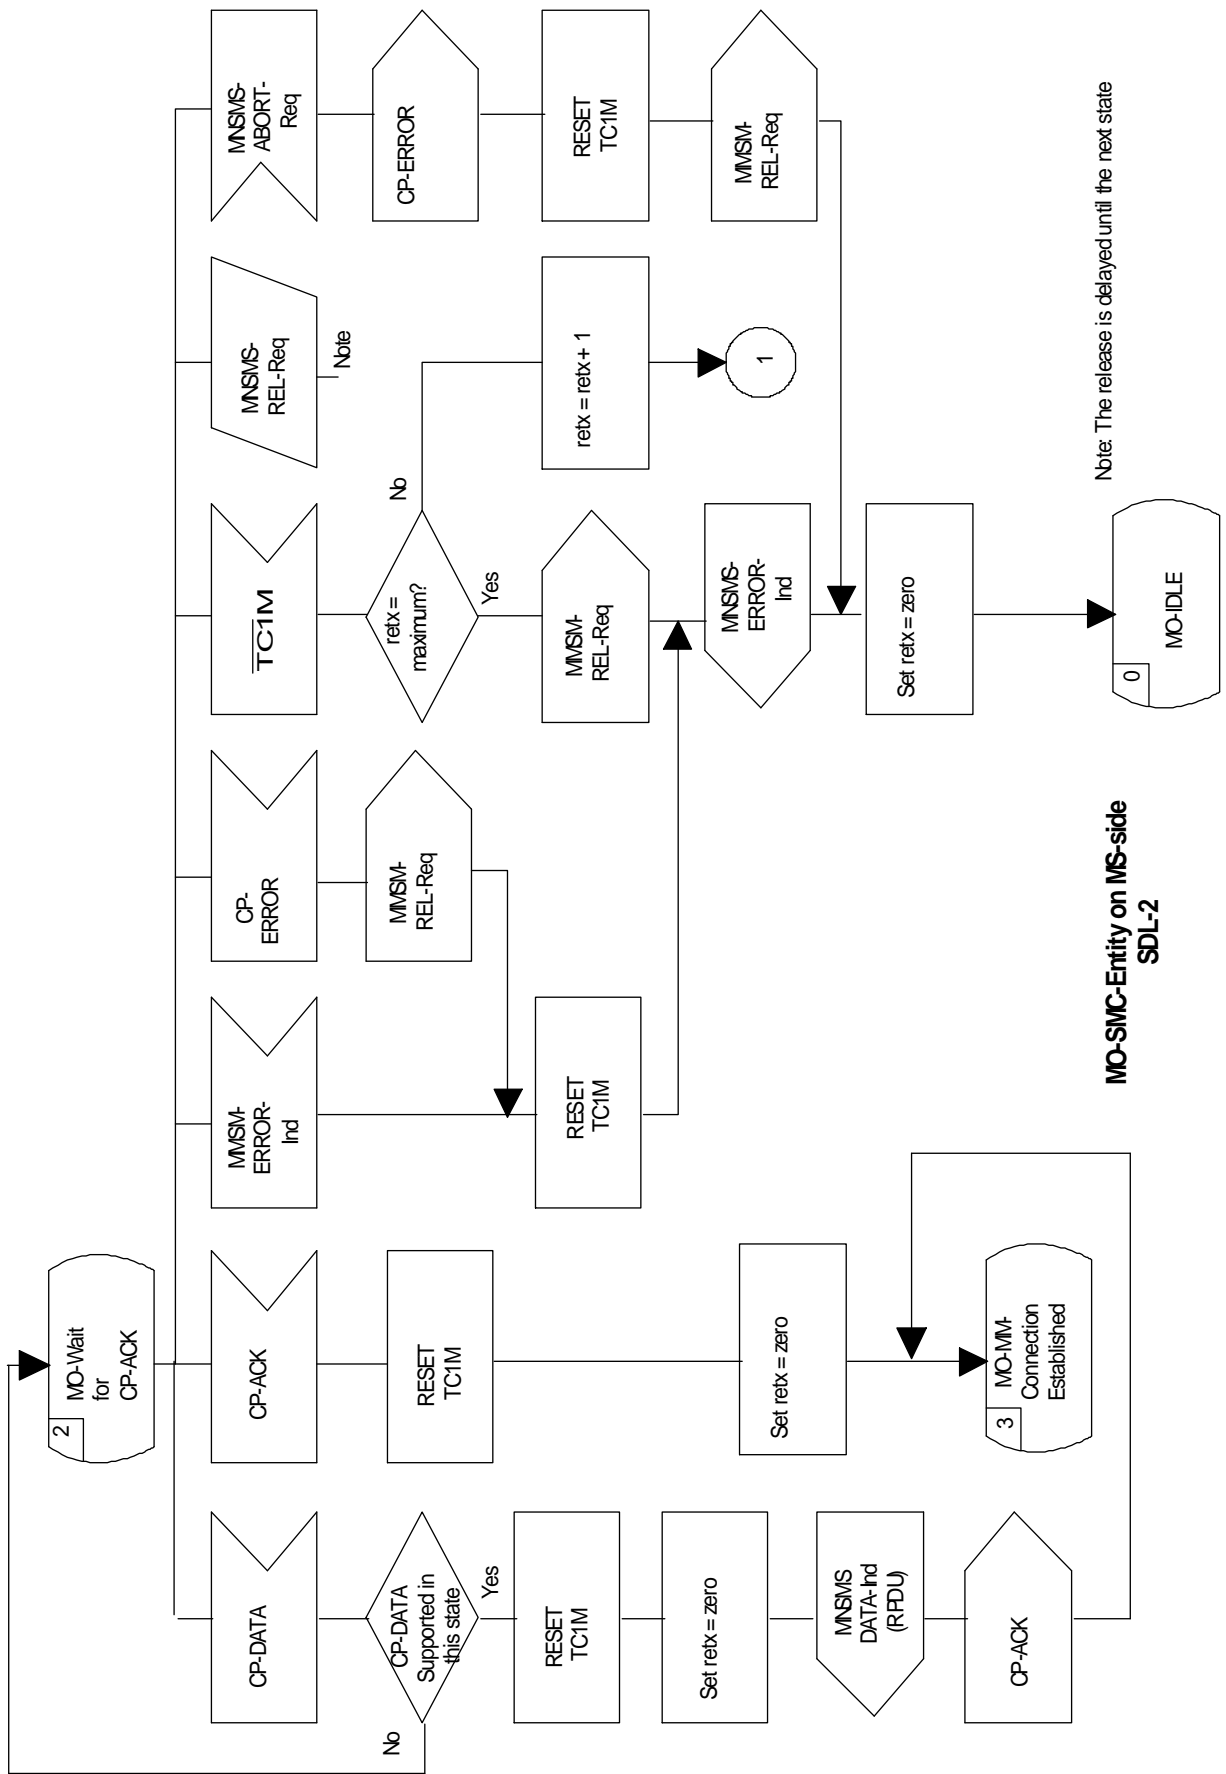 2
MO-Wait
for
CP-ACK
CP-DATA
CP-ACK
MMSM-
ERROR-
Ind
CP-
ERROR
TC1M
MNSMS-
REL-Req
MNSMS-
ABORT-
Req
Note
No
CP-DATA
Supported in
this state
Yes
RESET
TC1M
MMSM-
REL-Req
retx =
maximum?
No
Yes
CP-ERROR
RESET
TC1M
RESET
TC1M
MMSM-
REL-Req
retx = retx + 1
RESET
TC1M
Set retx = zero
Set retx = zero
MNSMS-
ERROR-
Ind
1
MMSM-
REL-Req
MNSMS
DATA-Ind
(RPDU)
Set retx = zero
CP-ACK
3
MO-MM-
Connection
Established
0
MO-IDLE
Note: The release is delayed until the next state
MO-SMC-Entity on MS-side
SDL-2